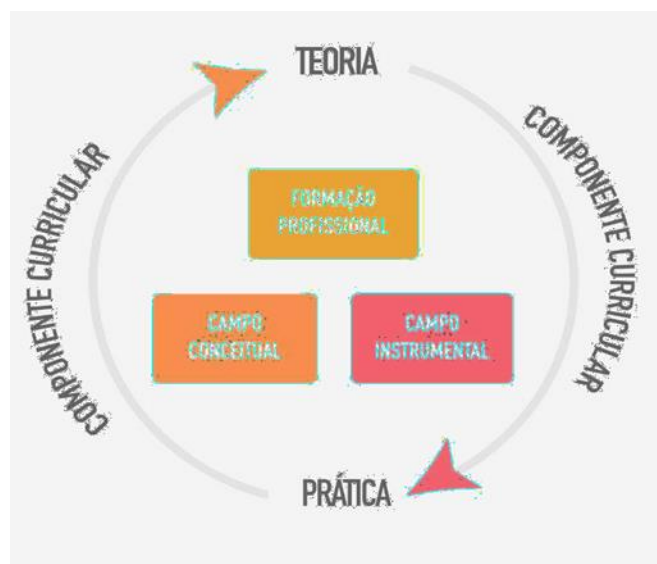 TEORIA
COMPONENTE CURRICULAR
COMPONENTE CURRICULAR
FORMAÇÃO
PROFISSIONAL
CAMPO
CONCEITUAL
CAMPO
INSTRUMENTAL
PRÁTICA